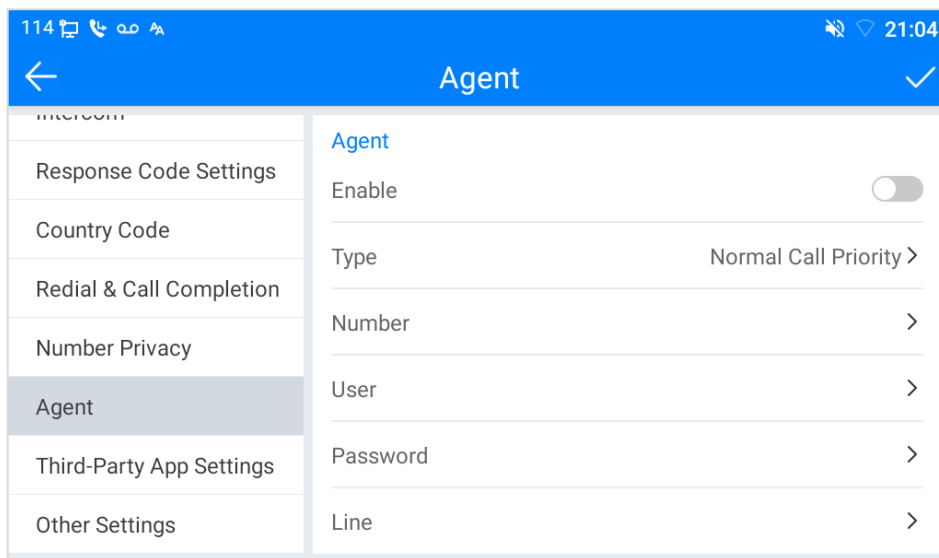 114
21:04
Agent
Intercom
Response Code Settings
Country Code
Redial & Call Completion
Number Privacy
Agent
Third-Party App Settings
Other Settings
Agent
Enable
Type Normal Call Priority
Number
User
Password
Line